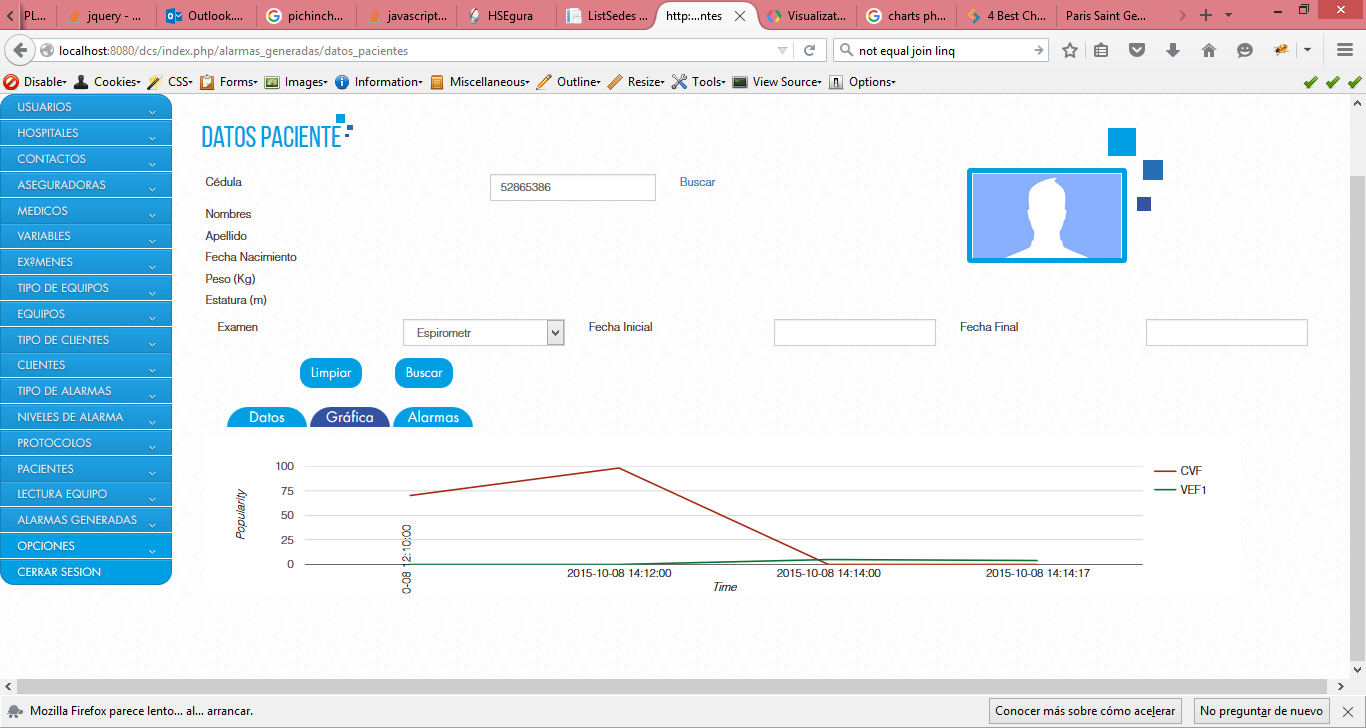 PL...
jquery - ...
Outlook....
pichinch...
javascript...
HSEgura
ListSedes ...
http:...ntes
Visualizat...
charts ph...
4 Best Ch...
Paris Saint Ge...
localhost:8080/dcs/index.php/alarmas_generadas/datos_pacientes
not equal join linq
Disable
Cookies
CSS
Forms
Images
Information
Miscellaneous
Outline
Resize
Tools
View Source
Options
USUARIOS
HOSPITALES
CONTACTOS
ASEGURADORAS
MEDICOS
VARIABLES
EX?MENES
TIPO DE EQUIPOS
EQUIPOS
TIPO DE CLIENTES
CLIENTES
TIPO DE ALARMAS
NIVELES DE ALARMA
PROTOCOLOS
PACIENTES
LECTURA EQUIPO
ALARMAS GENERADAS
OPCIONES
CERRAR SESION
DATOS PACIENTE
Cédula
52865386
Buscar
Nombres
Apellido
Fecha Nacimiento
Peso (Kg)
Estatura (m)
Examen
Espirometr
Fecha Inicial
Fecha Final
Limpiar
Buscar
Datos
Gráfica
Alarmas
Popularity
100
75
50
25
0
0-08 12:10:00
2015-10-08 14:12:00
2015-10-08 14:14:00
2015-10-08 14:14:17
Time
CVF
VEF1
Mozilla Firefox parece lento... al... arrancar.
Conocer más sobre cómo acelerar
No preguntar de nuevo